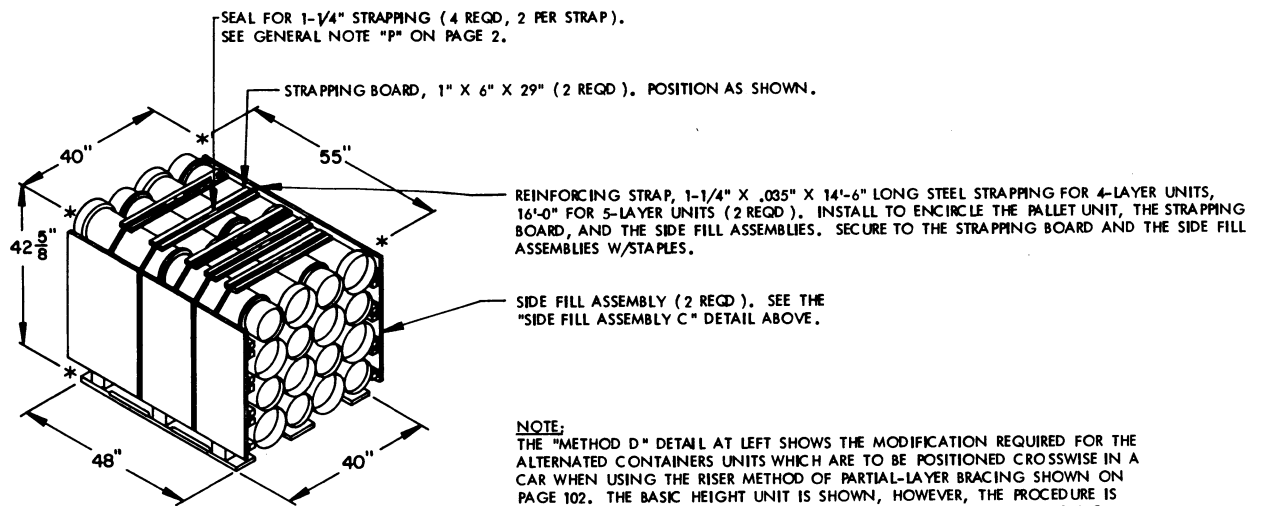 SEAL FOR 1-1/4" STRAPPING (4 REQD, 2 PER STRAP).
SEE GENERAL NOTE "P" ON PAGE 2.
STRAPPING BOARD, 1" X 6" X 29" (2 REQD). POSITION AS SHOWN.
*
40"
55"
REINFORCING STRAP, 1-1/4" X .035" X 14'-6" LONG STEEL STRAPPING FOR 4-LAYER UNITS,
16'-0" FOR 5-LAYER UNITS (2 REQD). INSTALL TO ENCIRCLE THE PALLET UNIT, THE STRAPPING
BOARD, AND THE SIDE FILL ASSEMBLIES. SECURE TO THE STRAPPING BOARD AND THE SIDE FILL
ASSEMBLIES W/STAPLES.
*
*
42 5/8"
SIDE FILL ASSEMBLY (2 REQD). SEE THE
"SIDE FILL ASSEMBLY C" DETAIL ABOVE.
*
48"
40"
NOTE:
THE "METHOD D" DETAIL AT LEFT SHOWS THE MODIFICATION REQUIRED FOR THE
ALTERNATED CONTAINERS UNITS WHICH ARE TO BE POSITIONED CROSSWISE IN A
CAR WHEN USING THE RISER METHOD OF PARTIAL-LAYER BRACING SHOWN ON
PAGE 102. THE BASIC HEIGHT UNIT IS SHOWN, HOWEVER, THE PROCEDURE IS